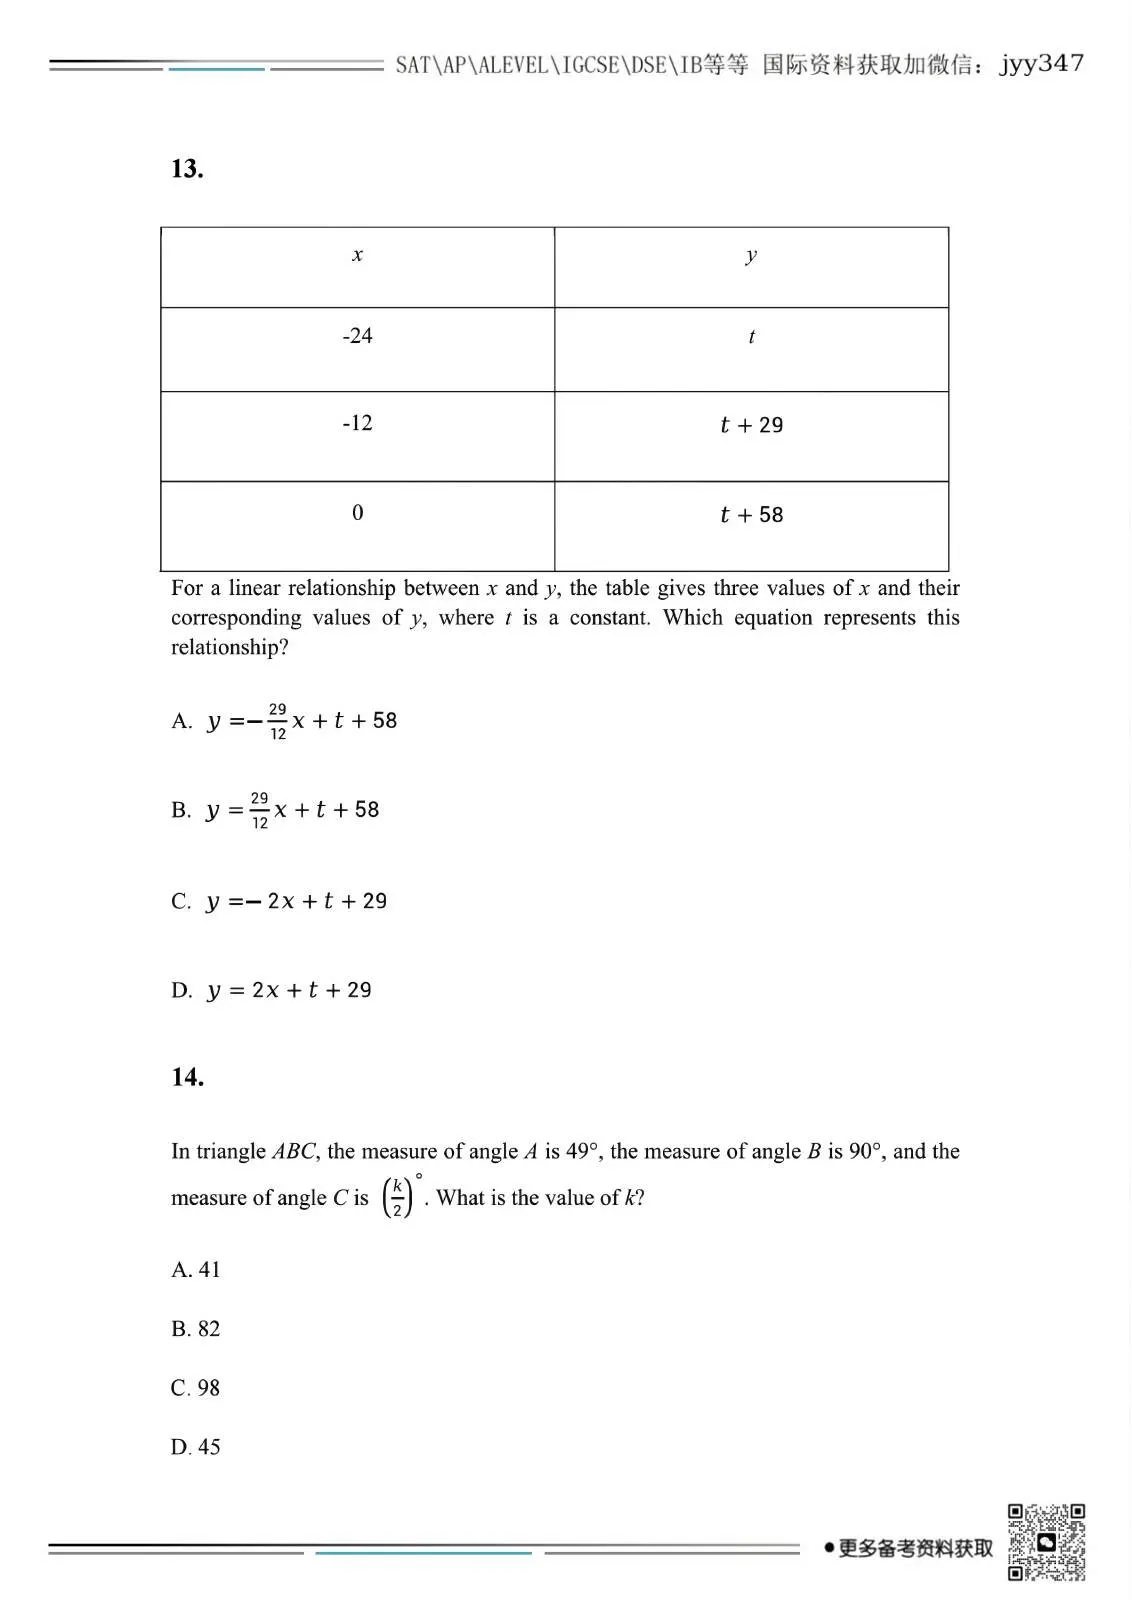 SAT\AP\ALEVEL\IGCSE\DSE\IB等等 国际资料获取加微信：jyy347
13.
x y
-24 t
-12 t + 29
0 t + 58
For a linear relationship between x and y, the table gives three values of x and their
corresponding values of y, where t is a constant. Which equation represents this
relationship?
A. y =− 29/12 x + t + 58
B. y = 29/12 x + t + 58
C. y =− 2x + t + 29
D. y = 2x + t + 29
14.
In triangle ABC, the measure of angle A is 49°, the measure of angle B is 90°, and the
measure of angle C is (k/2)°. What is the value of k?
A. 41
B. 82
C. 98
D. 45
●更多备考资料获取